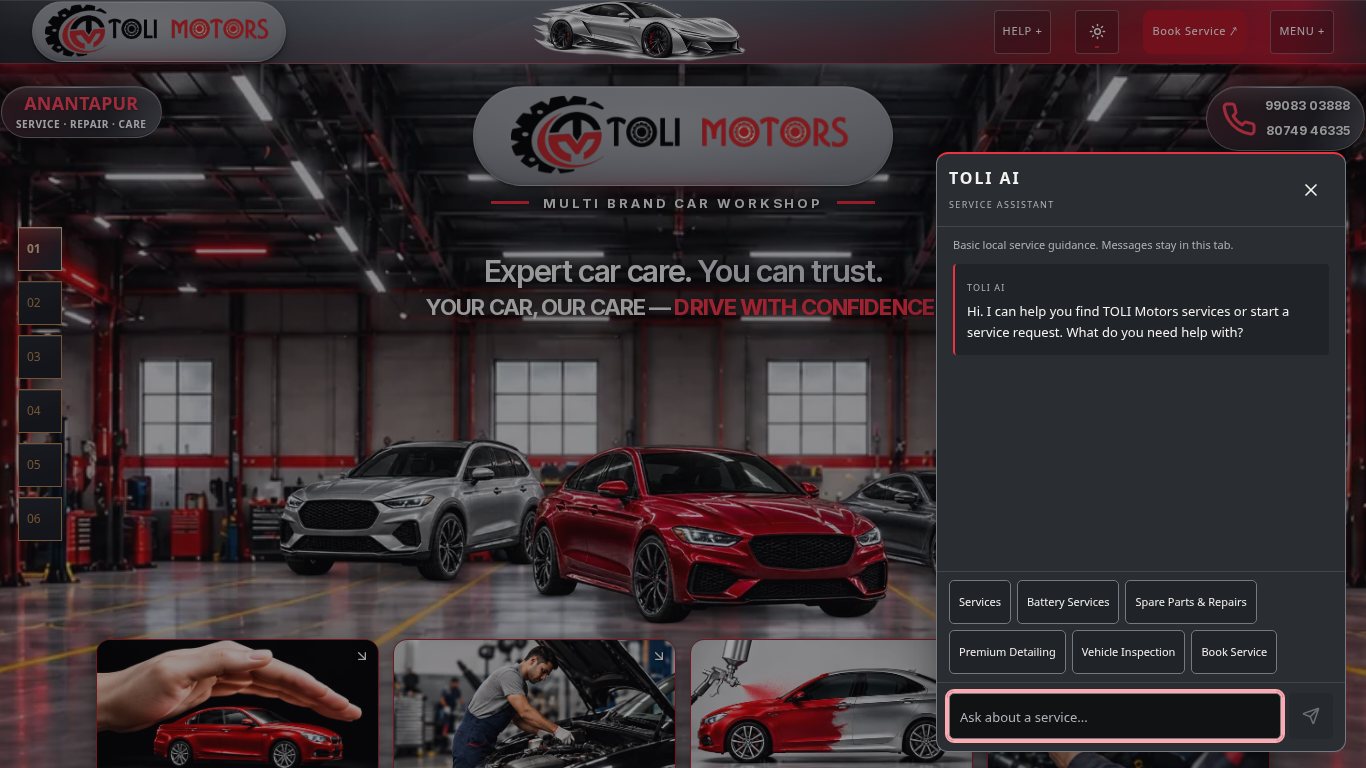 TOLI MOTORS
HELP +
Book Service ↗
MENU +
ANANTAPUR
SERVICE · REPAIR · CARE
99083 03888
80749 46335
TOLI MOTORS
MULTI BRAND CAR WORKSHOP
Expert car care. You can trust.
YOUR CAR, OUR CARE — DRIVE WITH CONFIDENCE
01
02
03
04
05
06
TOLI AI
SERVICE ASSISTANT
Basic local service guidance. Messages stay in this tab.
TOLI AI
Hi. I can help you find TOLI Motors services or start a
service request. What do you need help with?
Services
Battery Services
Spare Parts & Repairs
Premium Detailing
Vehicle Inspection
Book Service
Ask about a service...